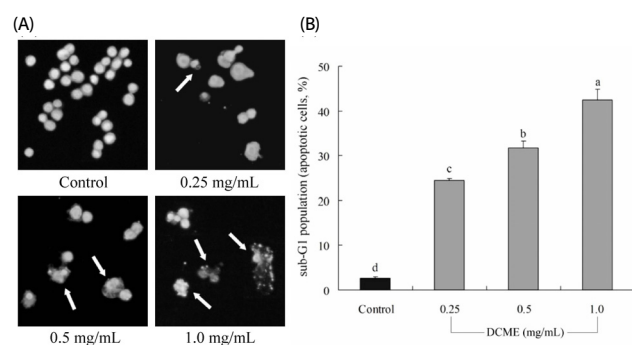 (A)
Control
0.25 mg/mL
0.5 mg/mL
1.0 mg/mL
(B)
sub-G1 population (apoptotic cells, %)
50
40
30
20
10
0
d
c
b
a
Control
0.25
0.5
1.0
DCME (mg/mL)